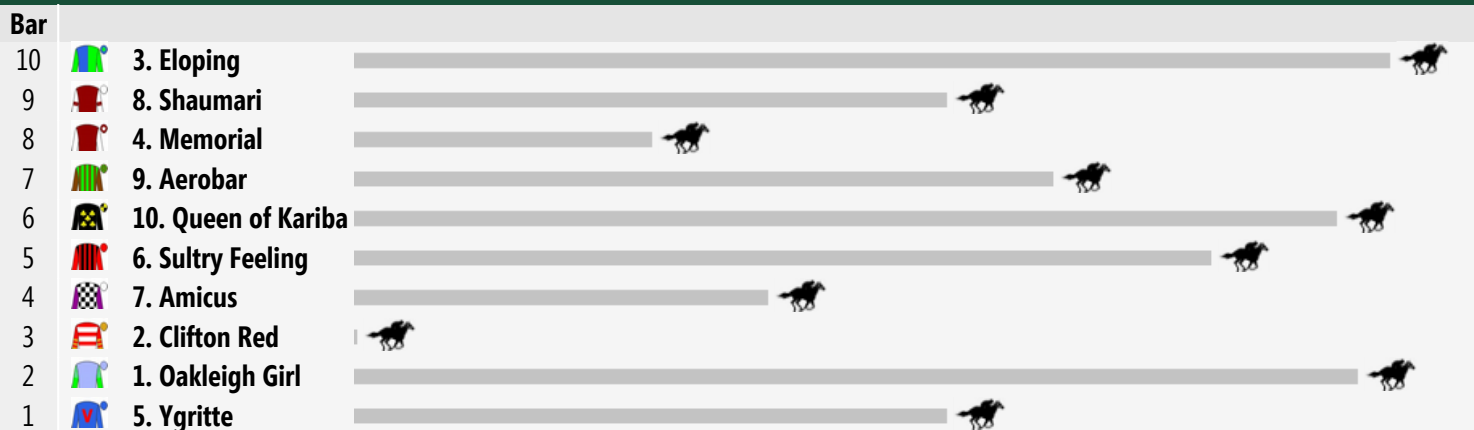 Bar
10 3. Eloping
9 8. Shaumari
8 4. Memorial
7 9. Aerobar
6 10. Queen of Kariba
5 6. Sultry Feeling
4 7. Amicus
3 2. Clifton Red
2 1. Oakleigh Girl
1 V 5. Ygritte